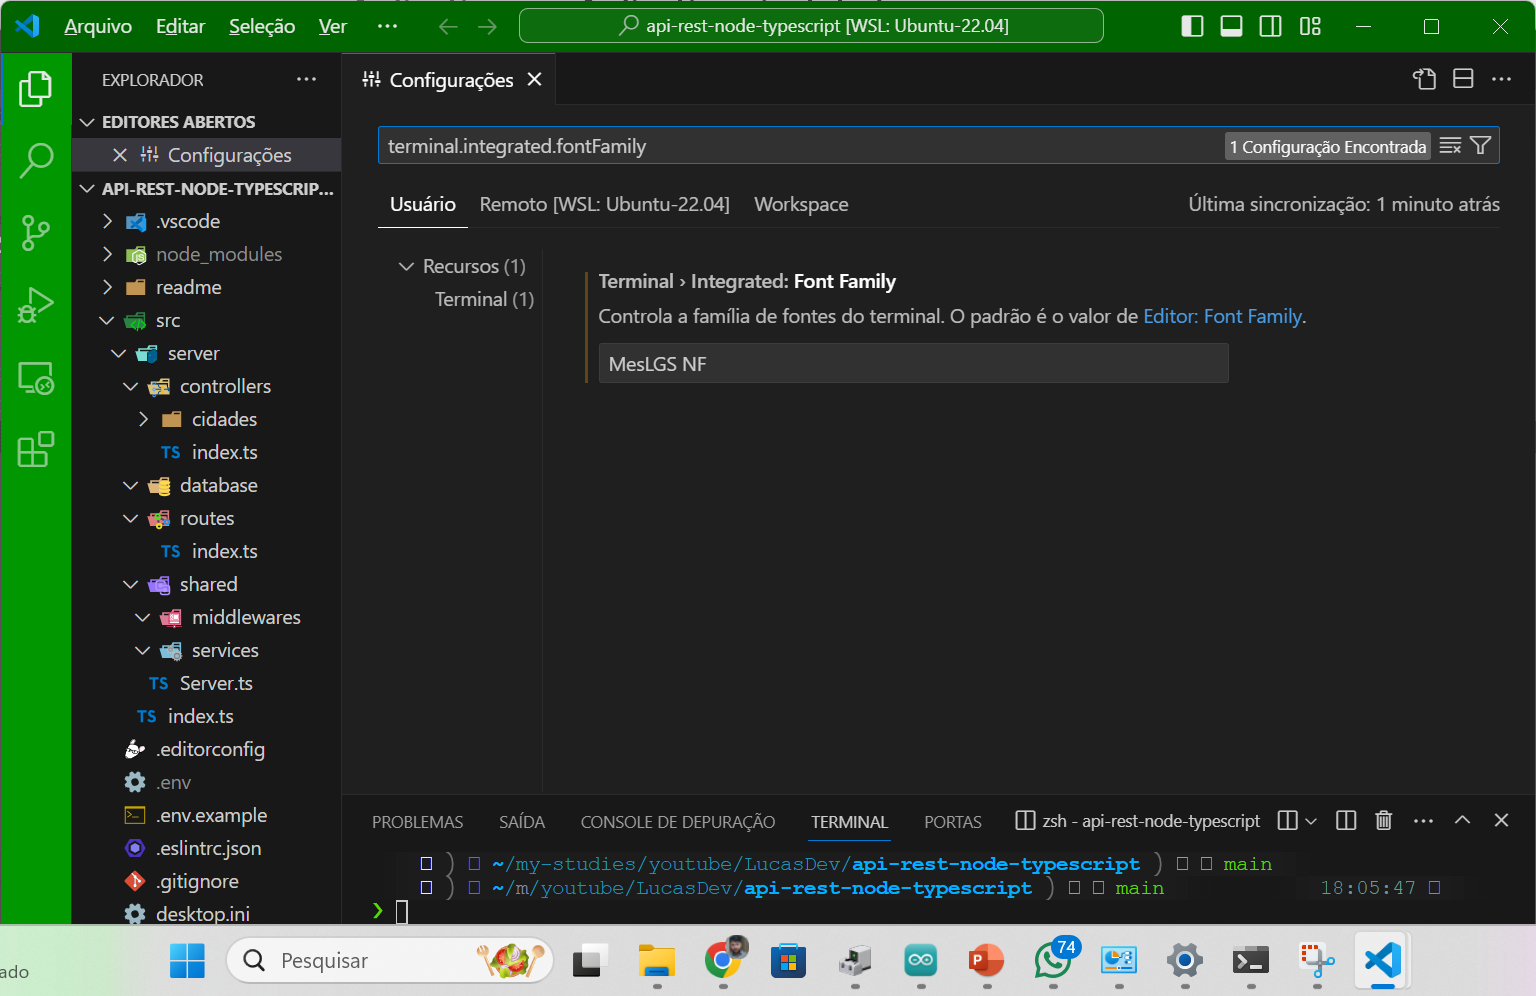 Arquivo Editar Seleção Ver ··· api-rest-node-typescript [WSL: Ubuntu-22.04]
EXPLORADOR
EDITORES ABERTOS
Configurações
API-REST-NODE-TYPESCRIP...
.vscode
node_modules
readme
src
server
controllers
cidades
TS index.ts
database
routes
TS index.ts
shared
middlewares
services
TS Server.ts
TS index.ts
.editorconfig
.env
.env.example
.eslintrc.json
.gitignore
desktop.ini
Configurações
terminal.integrated.fontFamily 1 Configuração Encontrada
Usuário Remoto [WSL: Ubuntu-22.04] Workspace Última sincronização: 1 minuto atrás
Recursos (1)
Terminal (1)
Terminal › Integrated: Font Family
Controla a família de fontes do terminal. O padrão é o valor de Editor: Font Family.
MesLGS NF
PROBLEMAS SAÍDA CONSOLE DE DEPURAÇÃO TERMINAL PORTAS zsh - api-rest-node-typescript
~/my-studies/youtube/LucasDev/api-rest-node-typescript ) main
~/m/youtube/LucasDev/api-rest-node-typescript ) main 18:05:47
❯
ado
Pesquisar
74